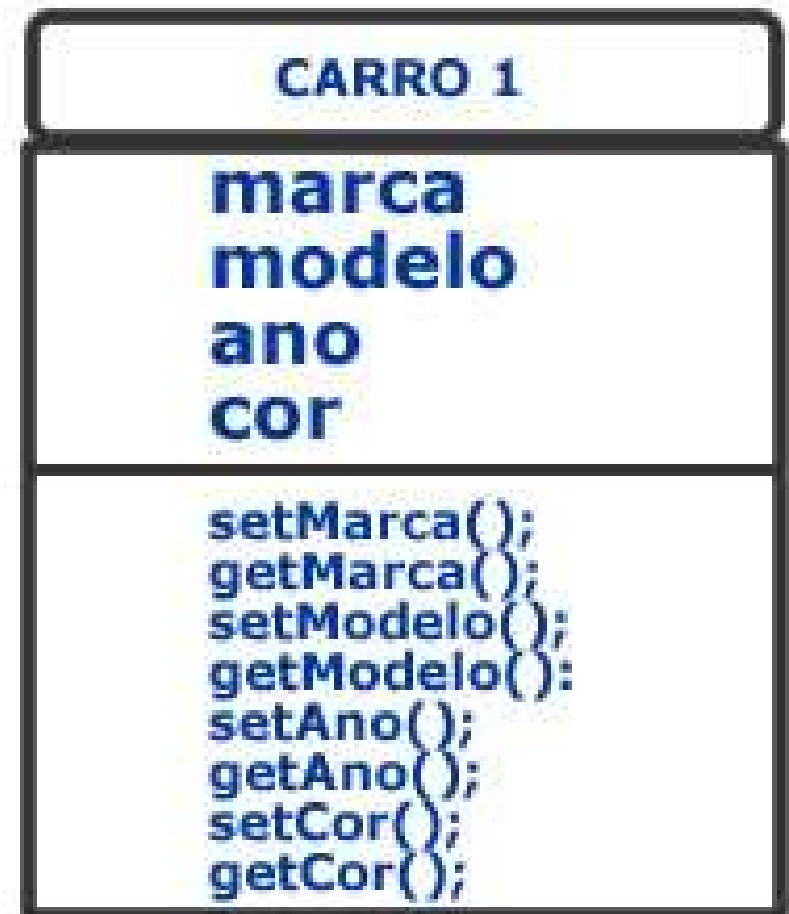 CARRO 1
marca
modelo
ano
cor
setMarca();
getMarca();
setModelo();
getModelo():
setAno();
getAno();
setCor();
getCor();